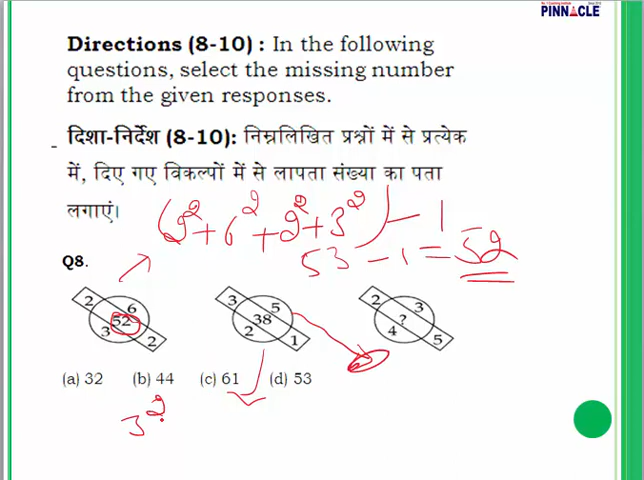 PINNACLE
Directions (8-10) : In the following
questions, select the missing number
from the given responses.
दिशा-निर्देश (8-10): निम्नलिखित प्रश्नों में से प्रत्येक
में, दिए गए विकल्पों में से लापता संख्या का पता
लगाएं।
(2² + 6² + 2² + 3²) - 1
53 - 1 = 52
Q8.
2 6 52 3 2
3 5 38 2 1
2 3 ? 4 5
(a) 32 (b) 44 (c) 61 (d) 53
3²